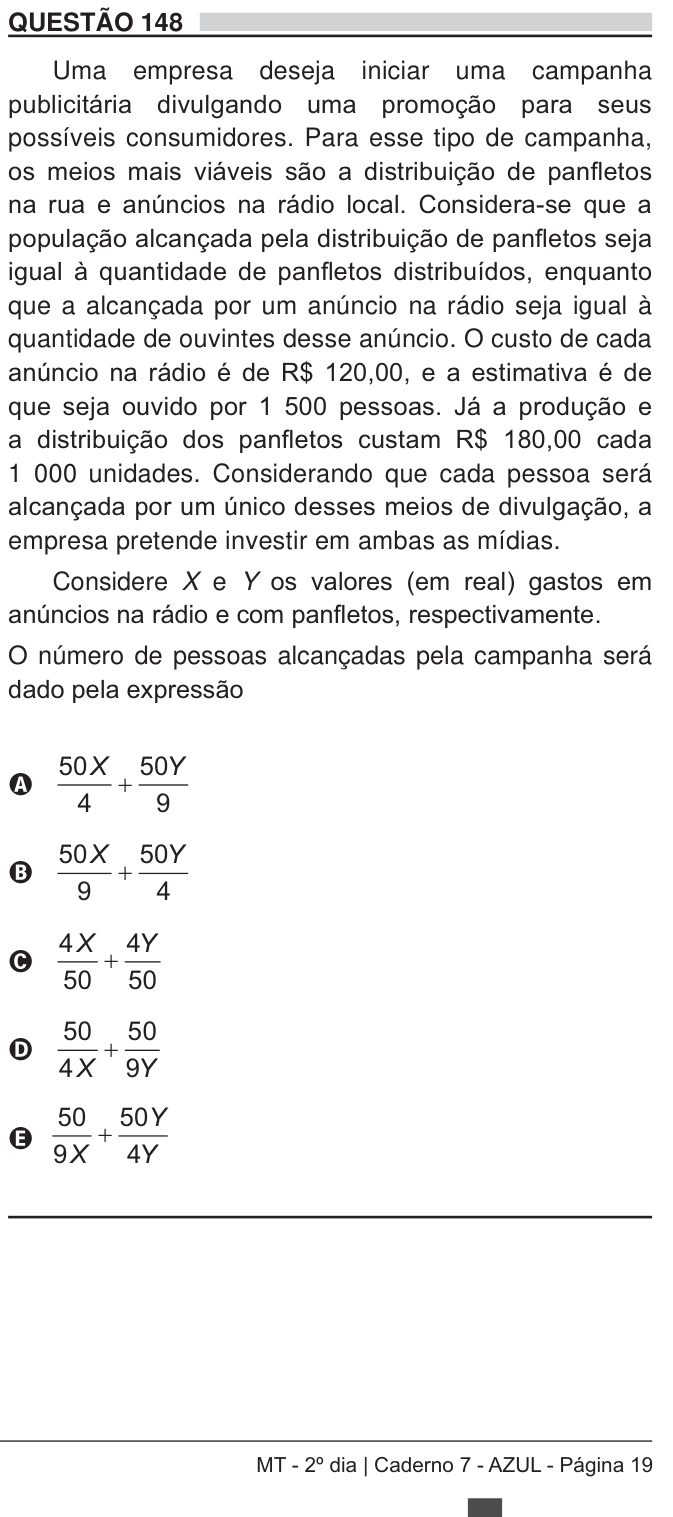 QUESTÃO 148
Uma empresa deseja iniciar uma campanha
publicitária divulgando uma promoção para seus
possíveis consumidores. Para esse tipo de campanha,
os meios mais viáveis são a distribuição de panfletos
na rua e anúncios na rádio local. Considera-se que a
população alcançada pela distribuição de panfletos seja
igual à quantidade de panfletos distribuídos, enquanto
que a alcançada por um anúncio na rádio seja igual à
quantidade de ouvintes desse anúncio. O custo de cada
anúncio na rádio é de R$ 120,00, e a estimativa é de
que seja ouvido por 1 500 pessoas. Já a produção e
a distribuição dos panfletos custam R$ 180,00 cada
1 000 unidades. Considerando que cada pessoa será
alcançada por um único desses meios de divulgação, a
empresa pretende investir em ambas as mídias.
Considere X e Y os valores (em real) gastos em
anúncios na rádio e com panfletos, respectivamente.
O número de pessoas alcançadas pela campanha será
dado pela expressão
A 50X/4 + 50Y/9
B 50X/9 + 50Y/4
C 4X/50 + 4Y/50
D 50/4X + 50/9Y
E 50/9X + 50Y/4Y
MT - 2º dia | Caderno 7 - AZUL - Página 19